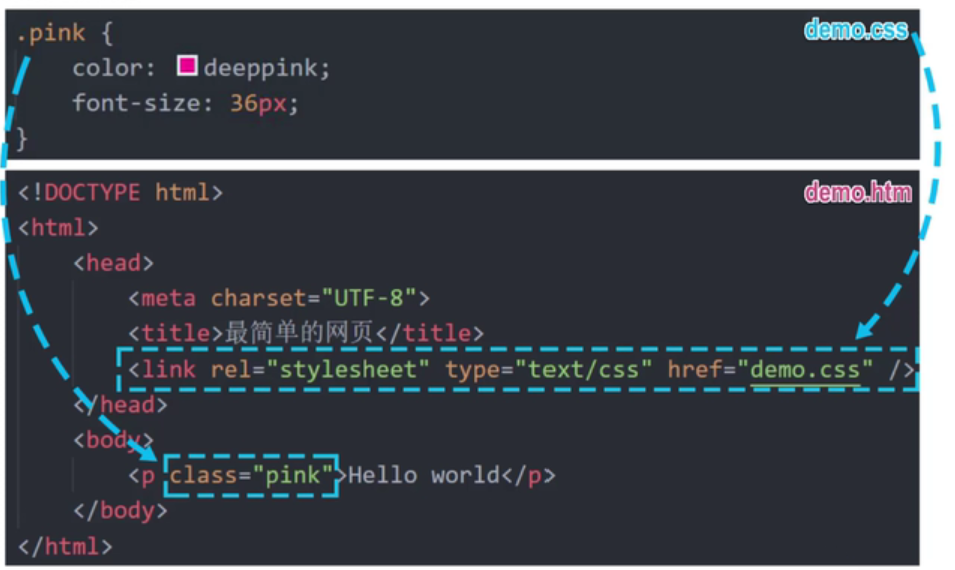 .pink {
demo.css
color: deeppink;
font-size: 36px;
}
<!DOCTYPE html>
demo.htm
<html>
<head>
<meta charset="UTF-8">
<title>最简单的网页</title>
<link rel="stylesheet" type="text/css" href="demo.css" />
</head>
<body>
<p class="pink">Hello world</p>
</body>
</html>